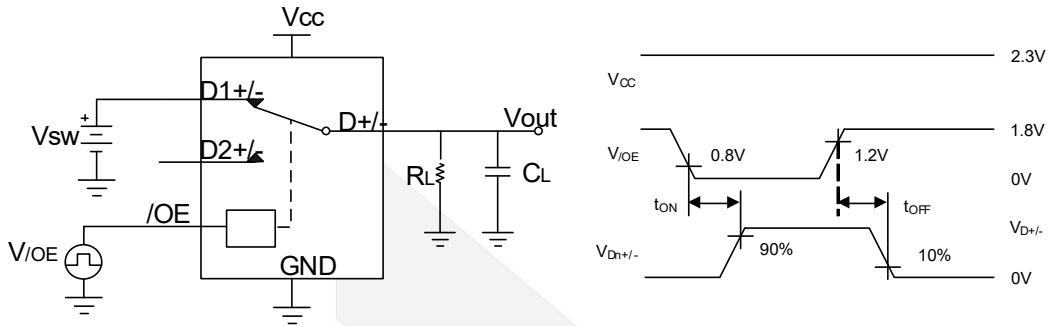 Vcc
D1+/-
Vsw
+
D2+/-
D+/-
Vout
RL
CL
/OE
V/OE
GND
VCC
2.3V
V/OE
0.8V
1.2V
1.8V
0V
tON
tOFF
VDn+/-
90%
10%
VD+/-
0V